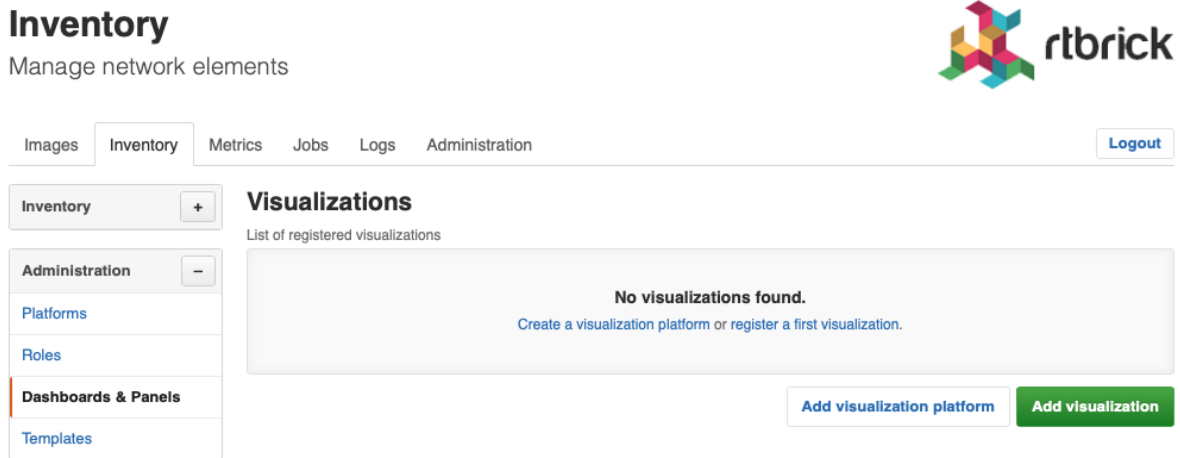 Inventory
Manage network elements
rtbrick
Images Inventory Metrics Jobs Logs Administration Logout
Inventory +
Administration –
Platforms
Roles
Dashboards & Panels
Templates
Visualizations
List of registered visualizations
No visualizations found.
Create a visualization platform or register a first visualization.
Add visualization platform Add visualization